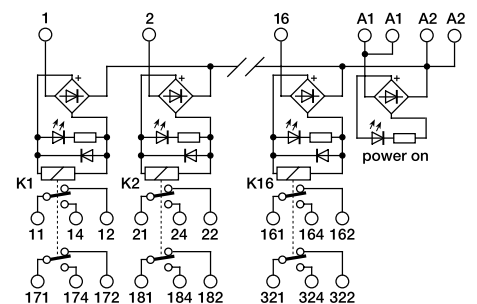 1 2 16 A1 A1 A2 A2
+ + + +
power on
K1 K2 K16
11 14 12 21 24 22 161 164 162
171 174 172 181 184 182 321 324 322